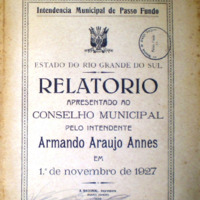 Intendencia Municipal de Passo Fundo
ESTADO DO RIO GRANDE DO SUL
RELATORIO
APRESENTADO AO
CONSELHO MUNICIPAL
PELO INTENDENTE
Armando Araujo Annes
EM
1.º de novembro de 1927